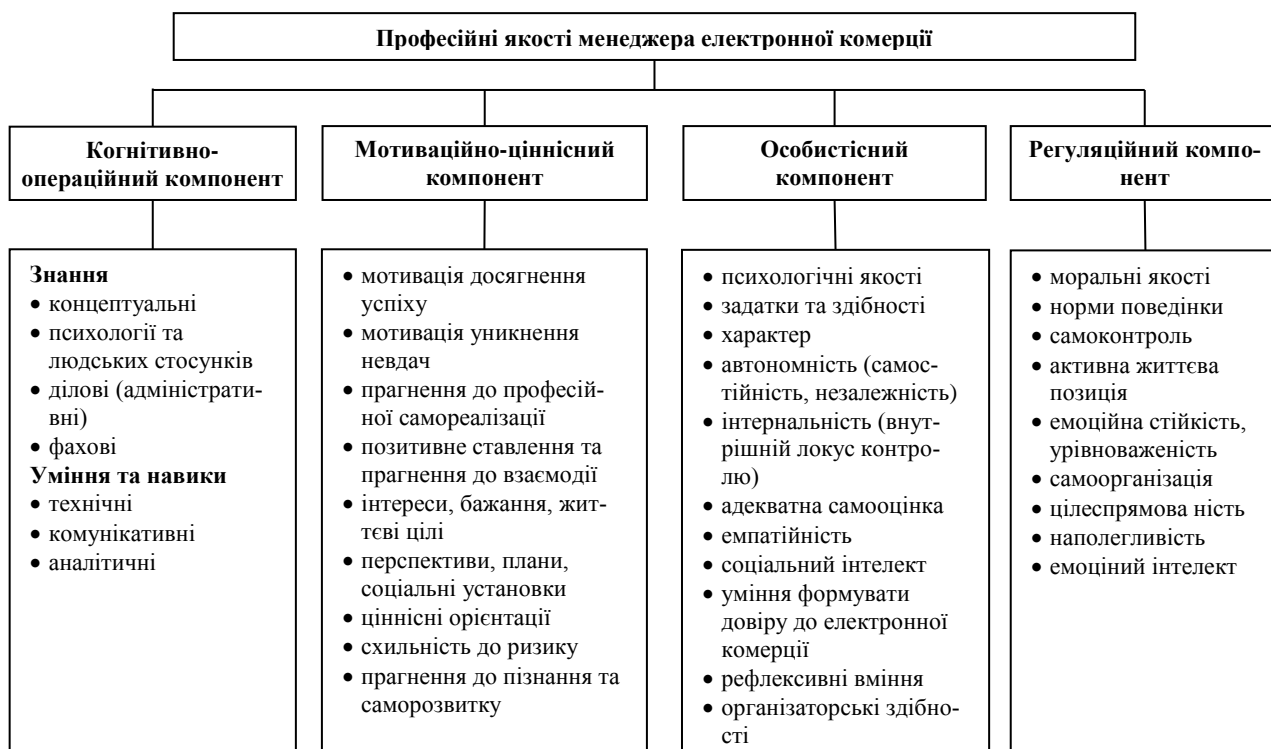 Професійні якості менеджера електронної комерції
Когнітивно-
операційний компонент
Мотиваційно-ціннісний
компонент
Особистісний
компонент
Регуляційний компо-
нент
Знання
• концептуальні
• психології та
людських стосунків
• ділові (адміністратив-
ні)
• фахові
Уміння та навики
• технічні
• комунікативні
• аналітичні
• мотивація досягнення
успіху
• мотивація уникнення
невдач
• прагнення до професій-
ної самореалізації
• позитивне ставлення та
прагнення до взаємодії
• інтереси, бажання, жит-
тєві цілі
• перспективи, плани,
соціальні установки
• ціннісні орієнтації
• схильність до ризику
• прагнення до пізнання та
саморозвитку
• психологічні якості
• задатки та здібності
• характер
• автономність (самос-
тійність, незалежність)
• інтернальність (внут-
рішній локус контро-
лю)
• адекватна самооцінка
• емпатійність
• соціальний інтелект
• уміння формувати
довіру до електронної
комерції
• рефлексивні вміння
• організаторські здібно-
сті
• моральні якості
• норми поведінки
• самоконтроль
• активна життєва
позиція
• емоційна стійкість,
урівноваженість
• самоорганізація
• цілеспрямова ність
• наполегливість
• емоціний інтелект